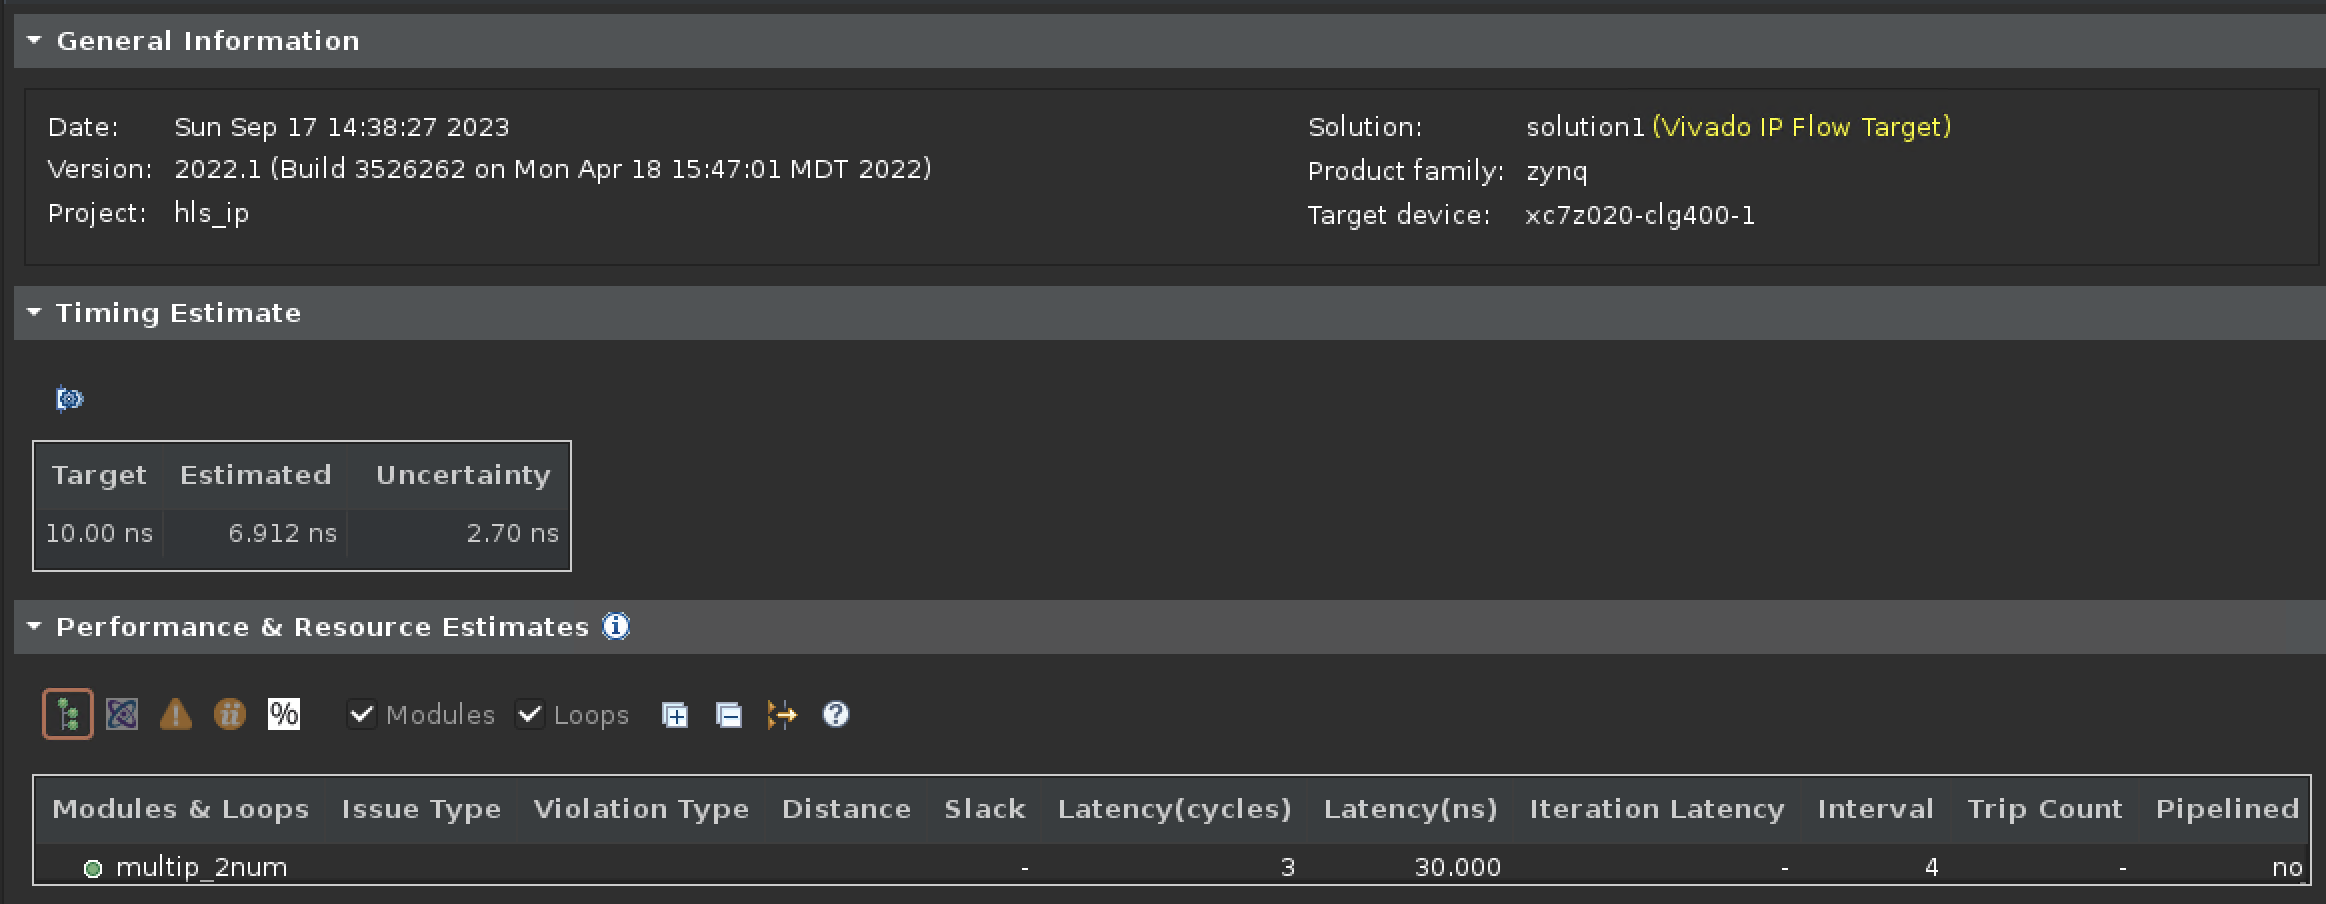 General Information
Date: Sun Sep 17 14:38:27 2023
Version: 2022.1 (Build 3526262 on Mon Apr 18 15:47:01 MDT 2022)
Project: hls_ip
Solution: solution1 (Vivado IP Flow Target)
Product family: zynq
Target device: xc7z020-clg400-1
Timing Estimate
Target Estimated Uncertainty
10.00 ns 6.912 ns 2.70 ns
Performance & Resource Estimates i
% Modules Loops ?
Modules & Loops Issue Type Violation Type Distance Slack Latency(cycles) Latency(ns) Iteration Latency Interval Trip Count Pipelined
multip_2num - 3 30.000 - 4 - no